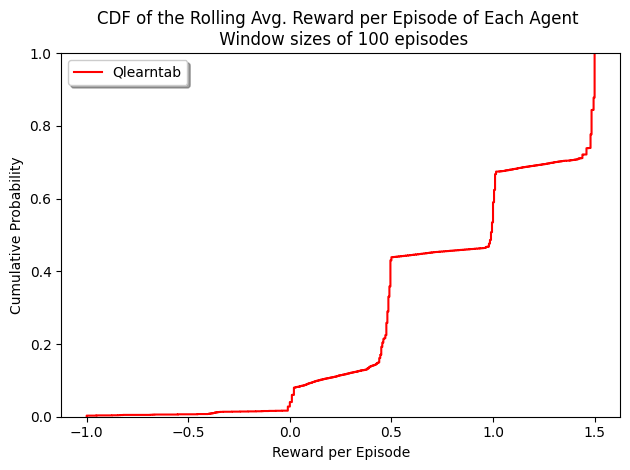 CDF of the Rolling Avg. Reward per Episode of Each Agent
Window sizes of 100 episodes
Qlearntab
1.0
0.8
0.6
0.4
0.2
0.0
Cumulative Probability
−1.0 −0.5 0.0 0.5 1.0 1.5
Reward per Episode